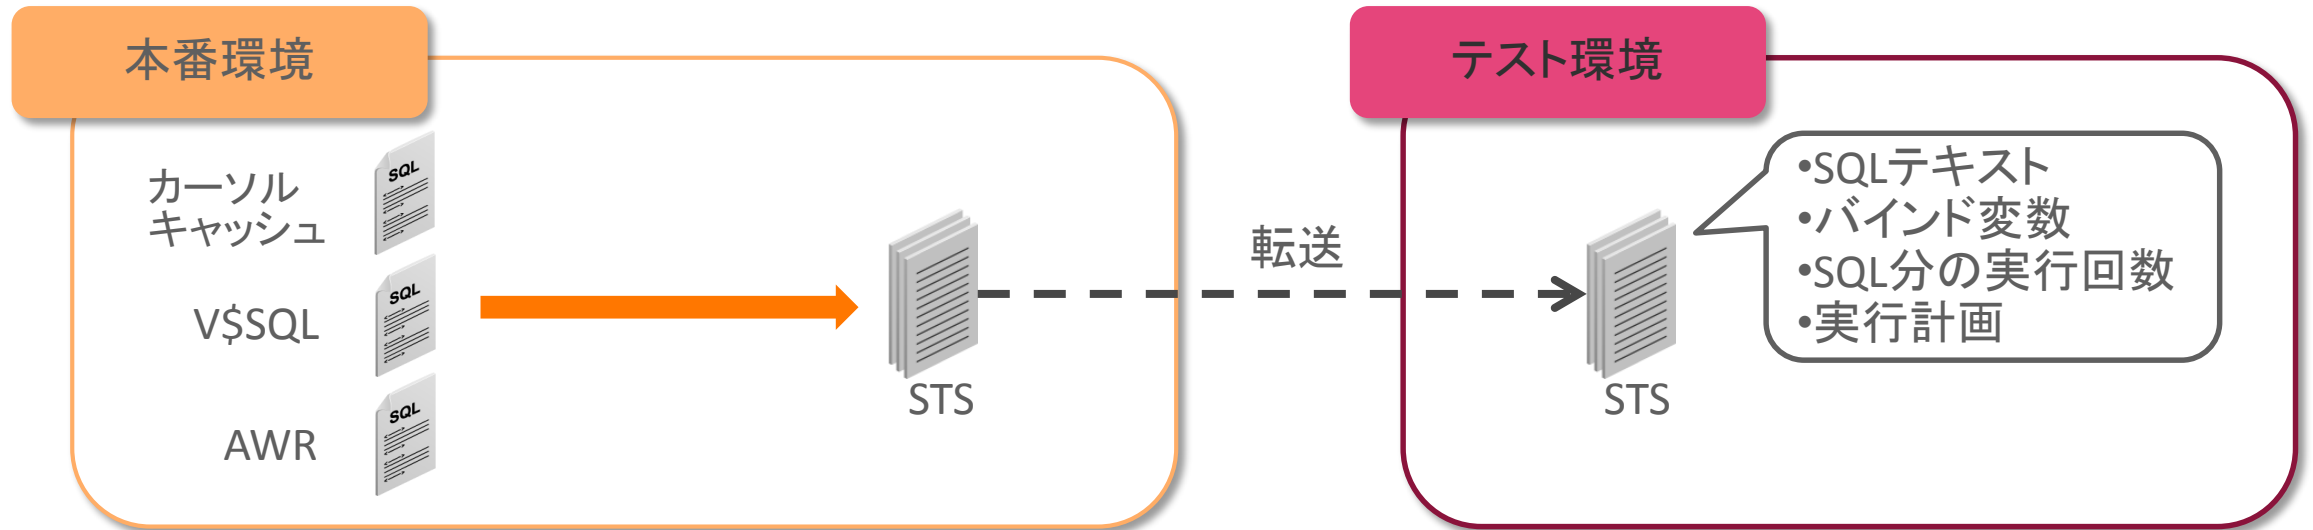 本番環境
カーソル
キャッシュ
SQL
V$SQL
SQL
AWR
SQL
STS
転送
テスト環境
STS
•SQLテキスト
•バインド変数
•SQL分の実行回数
•実行計画